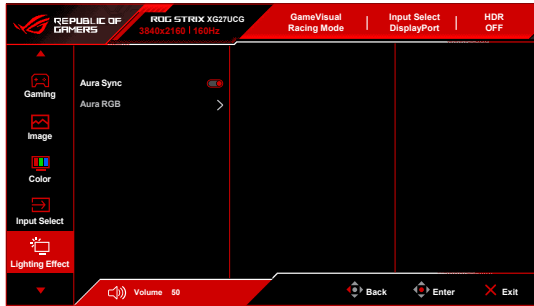 REPUBLIC OF
GAMERS
ROG STRIX XG27UCG
3840x2160 160Hz
GameVisual
Racing Mode
Input Select
DisplayPort
HDR
OFF
Gaming
Image
Color
Input Select
Lighting Effect
Aura Sync
Aura RGB
Volume 50
Back
Enter
Exit